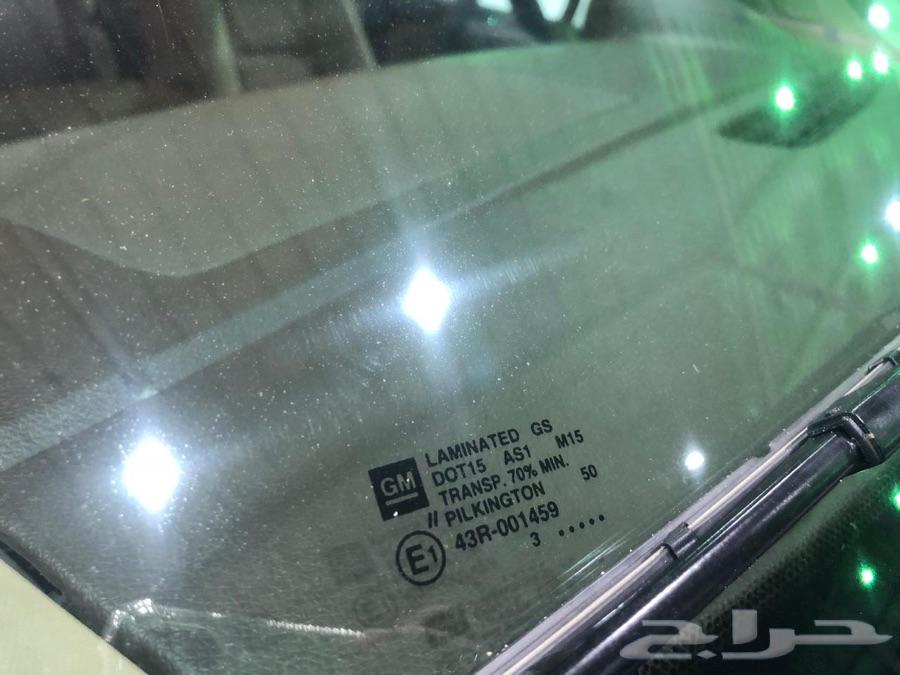 GM
LAMINATED GS
DOT15 AS1 M15
TRANSP. 70% MIN.
// PILKINGTON 50
E1 43R-001459
3 .....
حراج